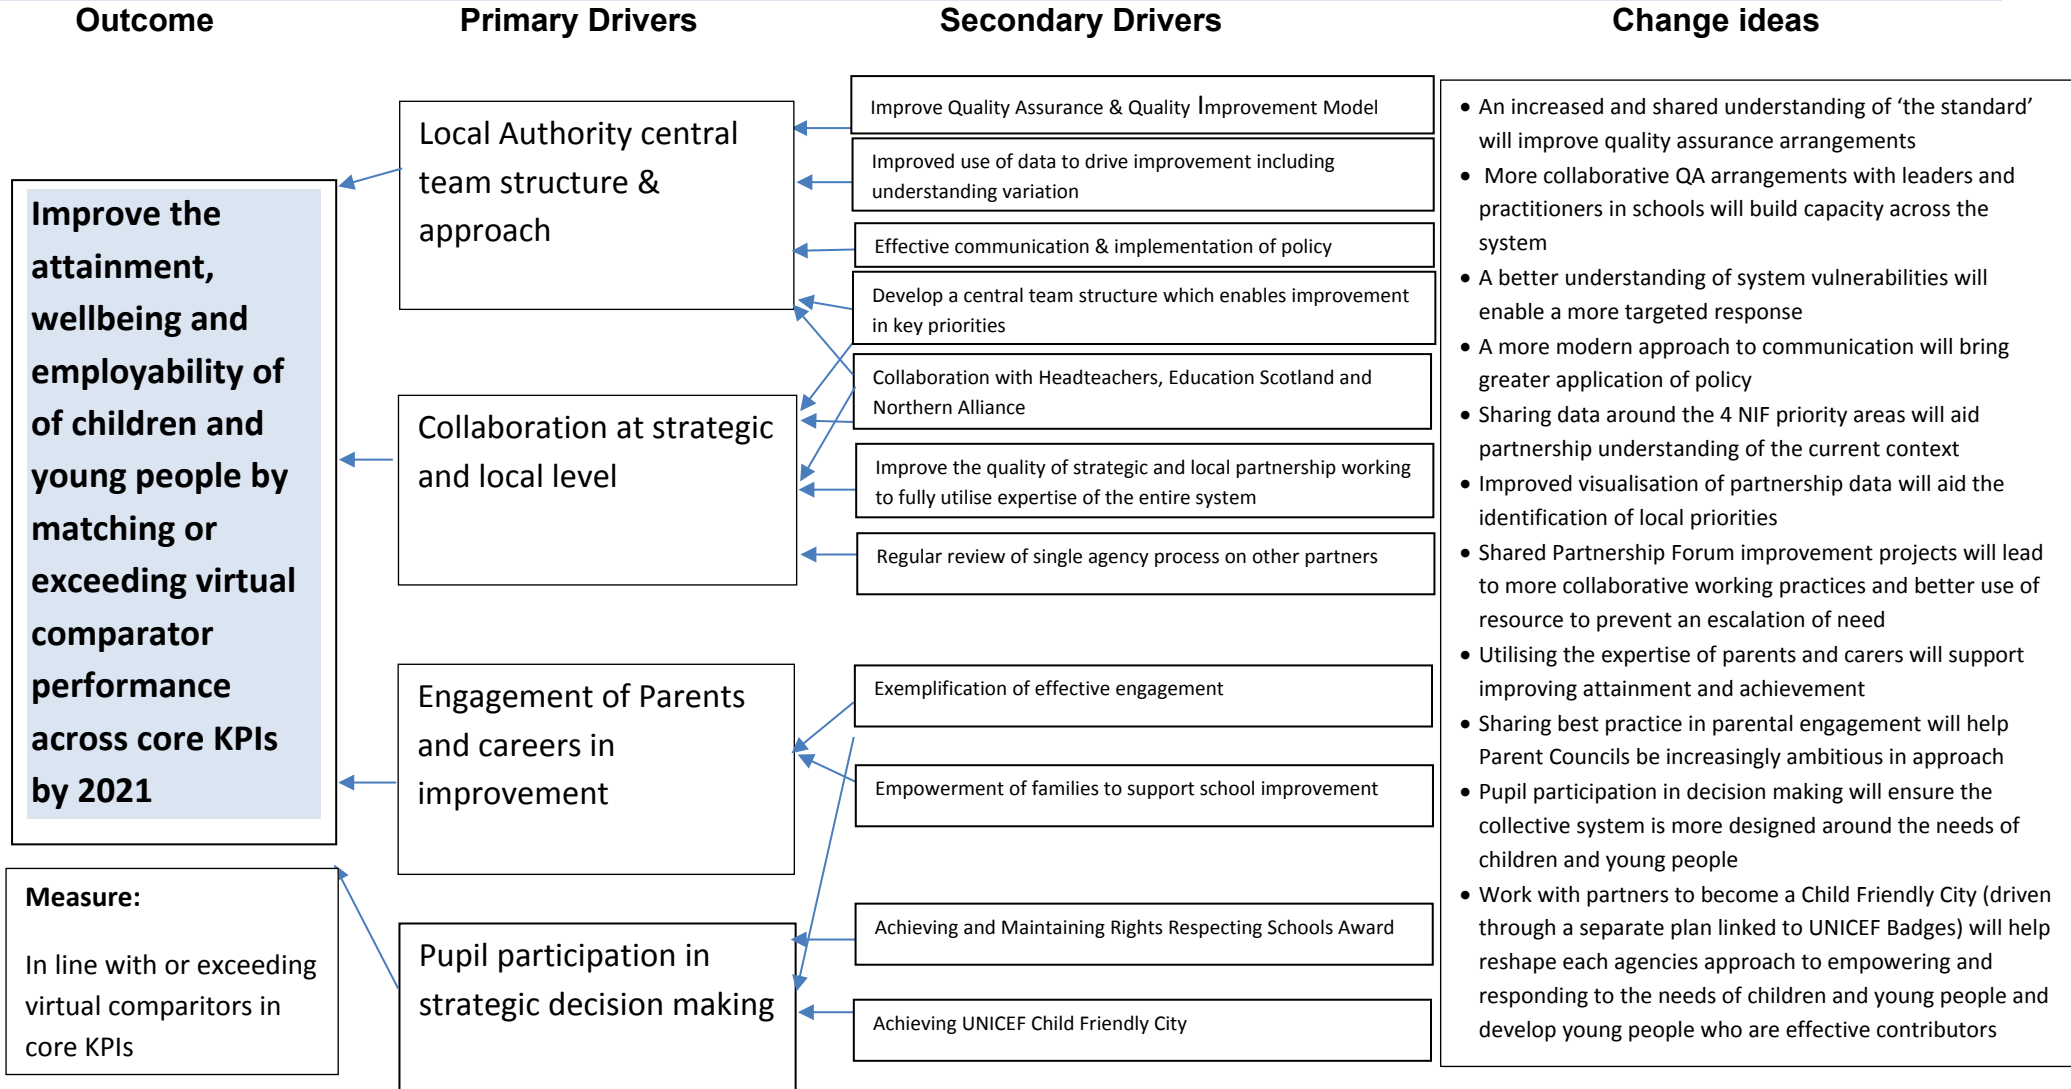 Outcome
Primary Drivers
Secondary Drivers
Change ideas
Improve the
attainment,
wellbeing and
employability of
of children and
young people by
matching or
exceeding virtual
comparator
performance
across core KPIs
by 2021
Measure:
In line with or exceeding
virtual comparitors in
core KPIs
Local Authority central
team structure &
approach
Collaboration at strategic
and local level
Engagement of Parents
and careers in
improvement
Pupil participation in
strategic decision making
Improve Quality Assurance & Quality Improvement Model
Improved use of data to drive improvement including
understanding variation
Effective communication & implementation of policy
Develop a central team structure which enables improvement
in key priorities
Collaboration with Headteachers, Education Scotland and
Northern Alliance
Improve the quality of strategic and local partnership working
to fully utilise expertise of the entire system
Regular review of single agency process on other partners
Exemplification of effective engagement
Empowerment of families to support school improvement
Achieving and Maintaining Rights Respecting Schools Award
Achieving UNICEF Child Friendly City
• An increased and shared understanding of ‘the standard’
will improve quality assurance arrangements
• More collaborative QA arrangements with leaders and
practitioners in schools will build capacity across the
system
• A better understanding of system vulnerabilities will
enable a more targeted response
• A more modern approach to communication will bring
greater application of policy
• Sharing data around the 4 NIF priority areas will aid
partnership understanding of the current context
• Improved visualisation of partnership data will aid the
identification of local priorities
• Shared Partnership Forum improvement projects will lead
to more collaborative working practices and better use of
resource to prevent an escalation of need
• Utilising the expertise of parents and carers will support
improving attainment and achievement
• Sharing best practice in parental engagement will help
Parent Councils be increasingly ambitious in approach
• Pupil participation in decision making will ensure the
collective system is more designed around the needs of
children and young people
• Work with partners to become a Child Friendly City (driven
through a separate plan linked to UNICEF Badges) will help
reshape each agencies approach to empowering and
responding to the needs of children and young people and
develop young people who are effective contributors